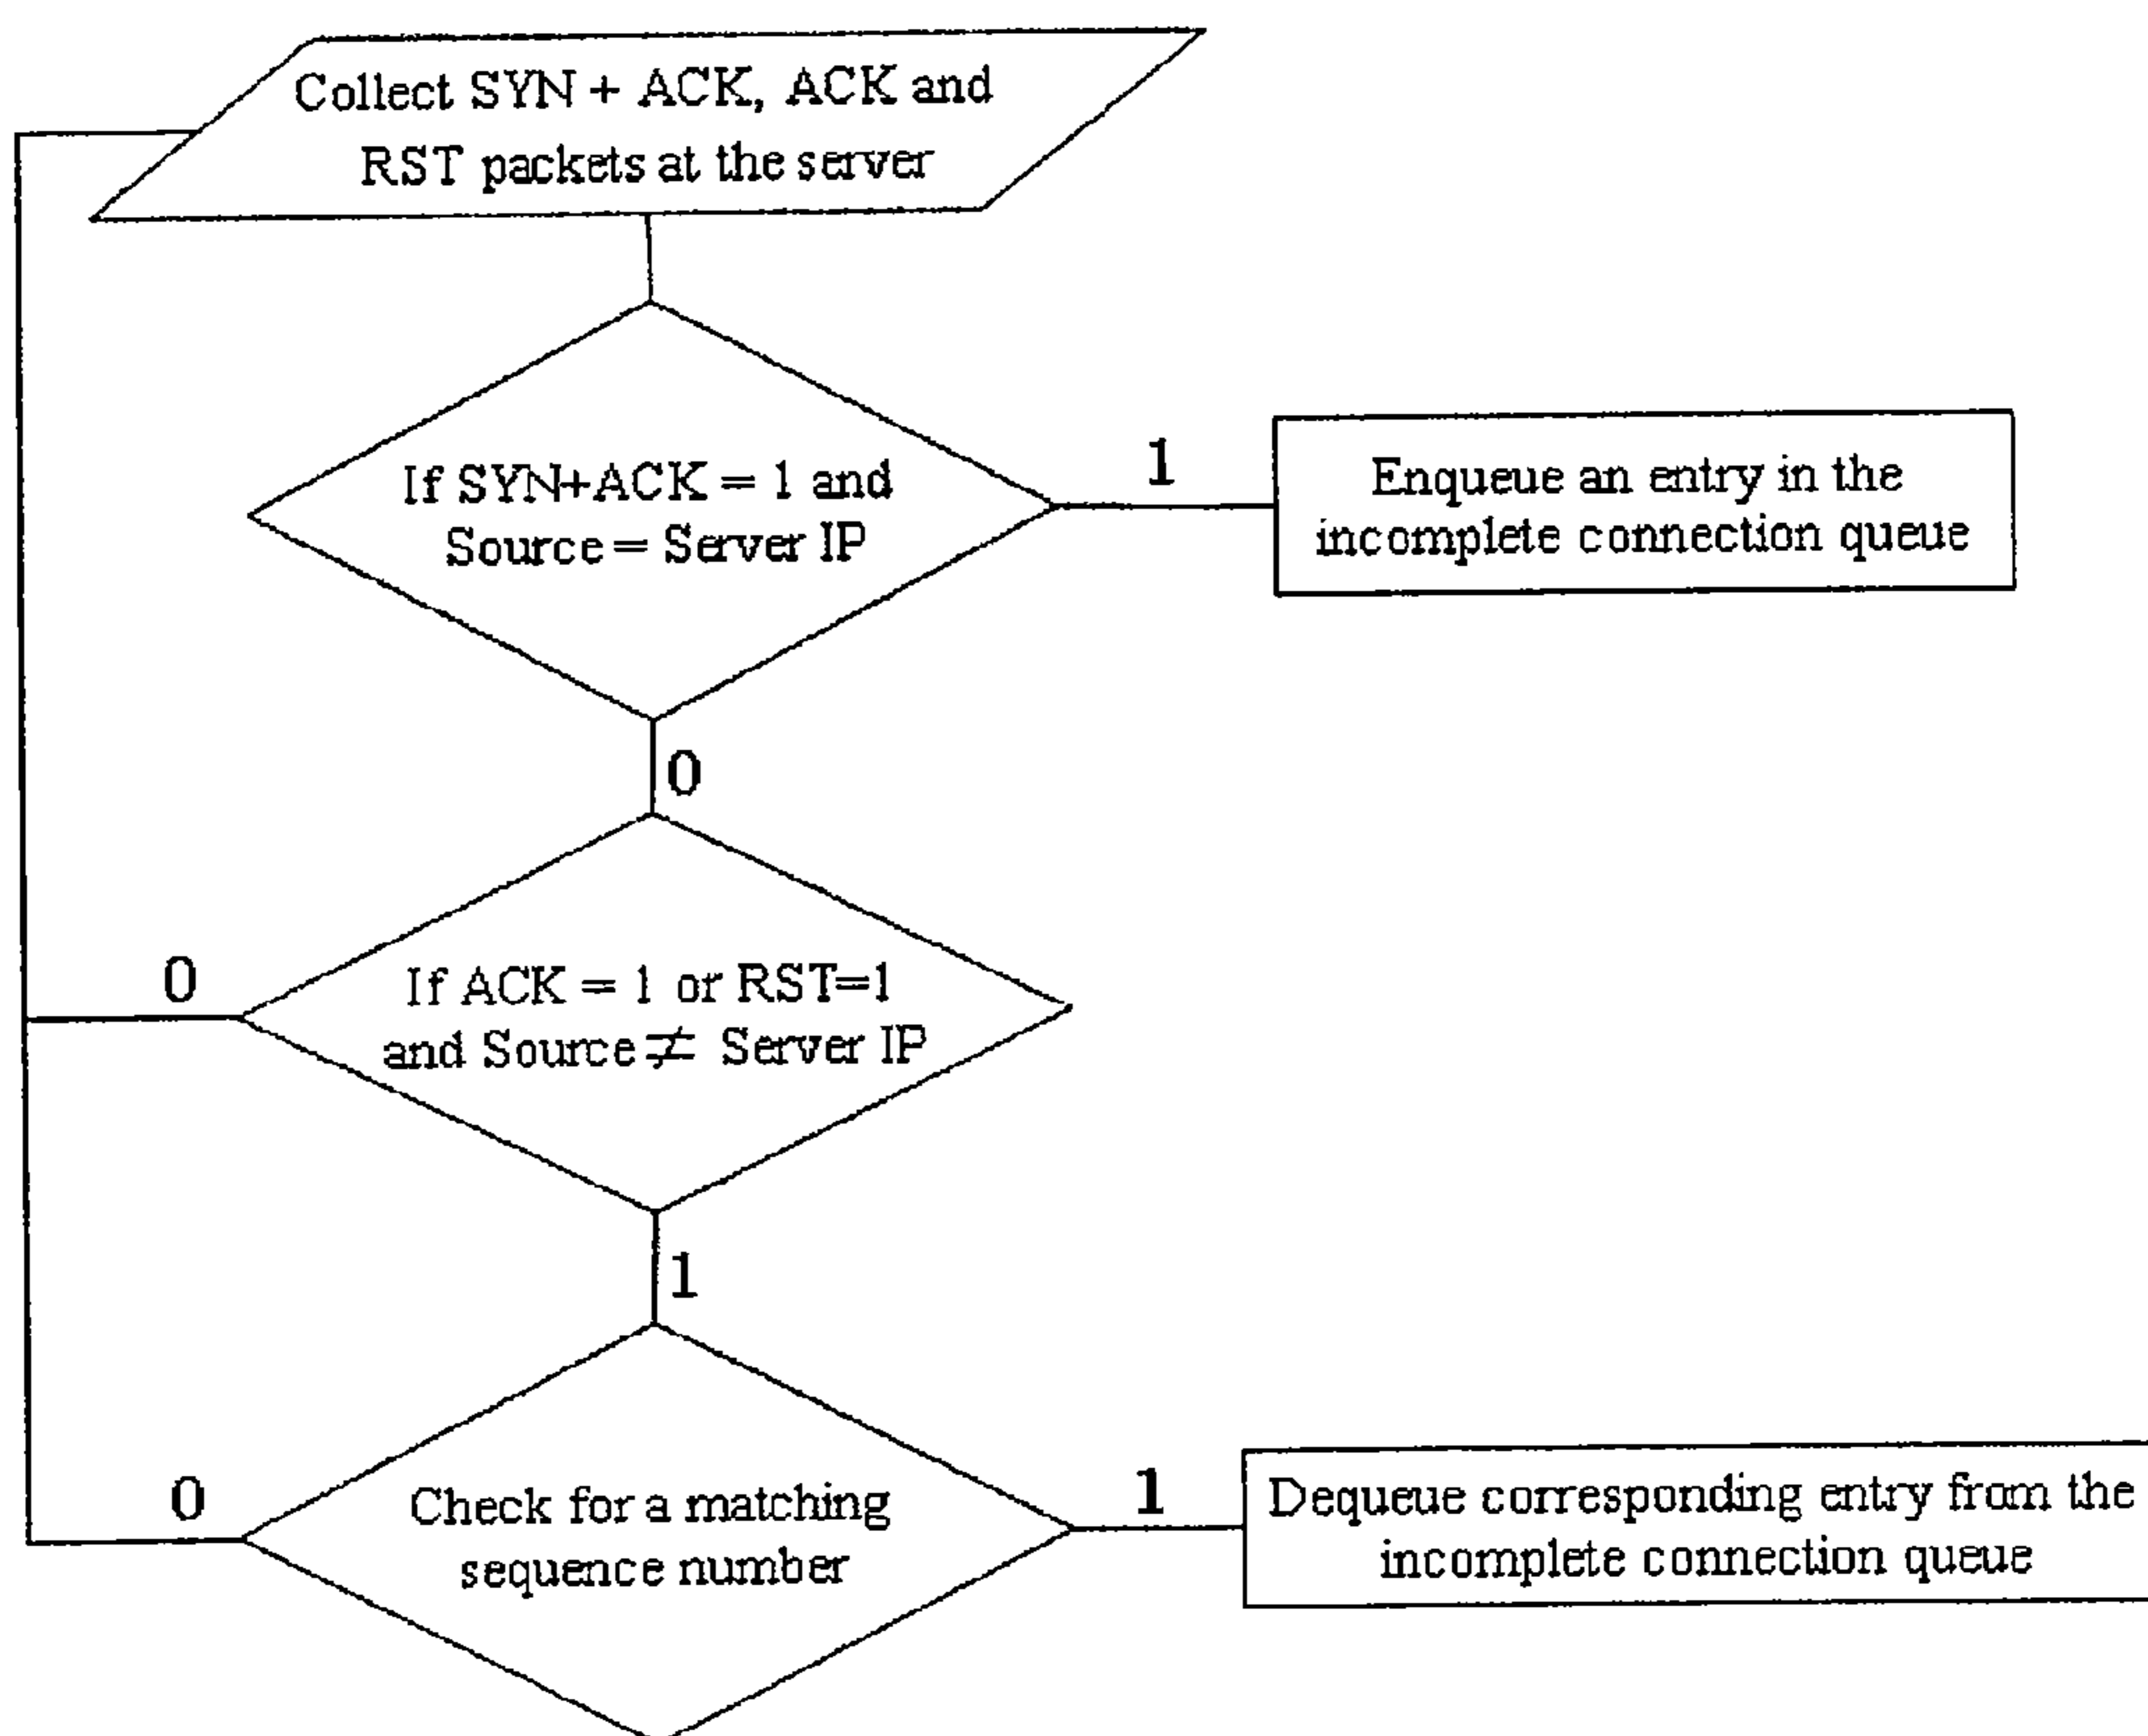 Collect SYN + ACK, ACK and
RST packets at the server
If SYN+ACK = 1 and
Source = Server IP
1
Enqueue an entry in the
incomplete connection queue
0
If ACK = 1 or RST=1
and Source ≠ Server IP
0
1
Check for a matching
sequence number
0
1
Dequeue corresponding entry from the
incomplete connection queue